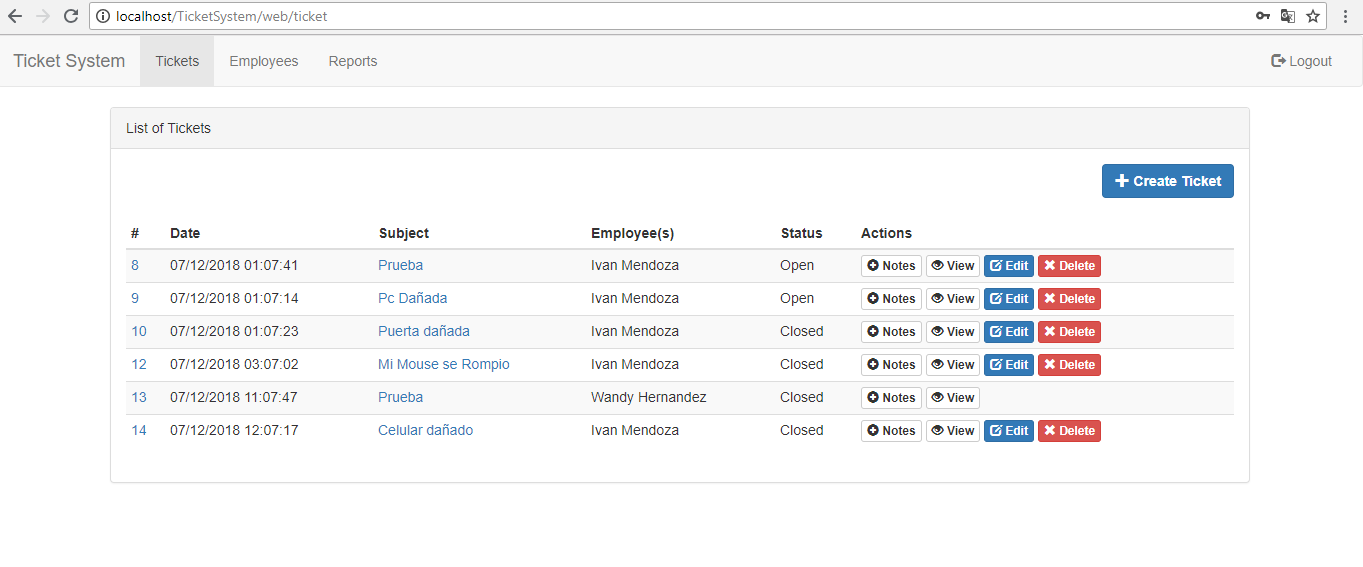 localhost/TicketSystem/web/ticket
Ticket System Tickets Employees Reports Logout
List of Tickets
Create Ticket
# Date Subject Employee(s) Status Actions
8 07/12/2018 01:07:41 Prueba Ivan Mendoza Open Notes View Edit Delete
9 07/12/2018 01:07:14 Pc Dañada Ivan Mendoza Open Notes View Edit Delete
10 07/12/2018 01:07:23 Puerta dañada Ivan Mendoza Closed Notes View Edit Delete
12 07/12/2018 03:07:02 Mi Mouse se Rompio Ivan Mendoza Closed Notes View Edit Delete
13 07/12/2018 11:07:47 Prueba Wandy Hernandez Closed Notes View
14 07/12/2018 12:07:17 Celular dañado Ivan Mendoza Closed Notes View Edit Delete